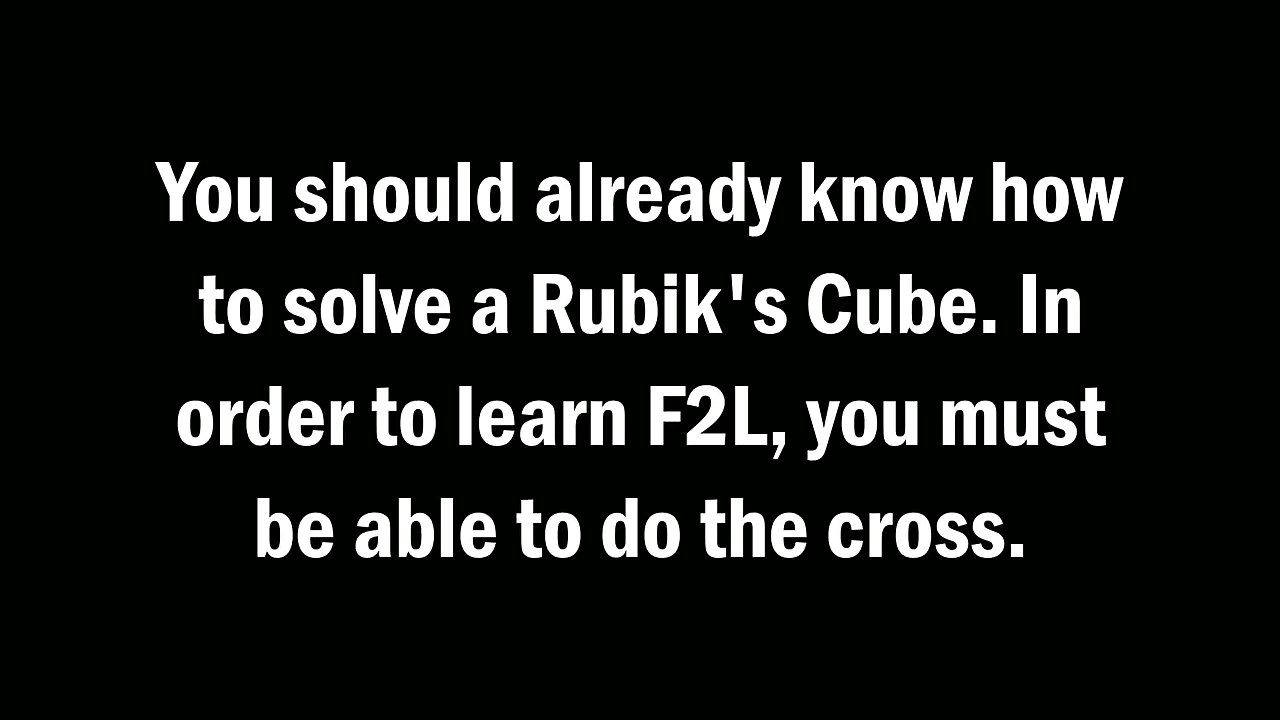 You should already know how
to solve a Rubik's Cube. In
order to learn F2L, you must
be able to do the cross.